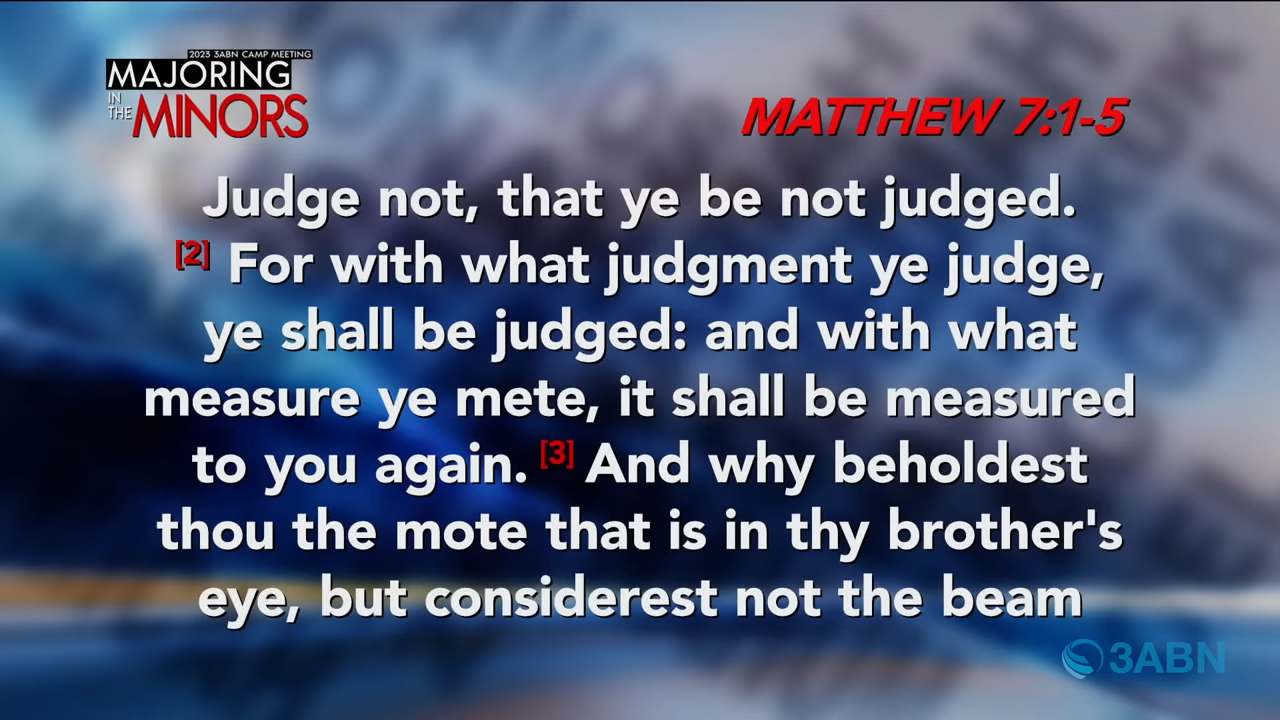 2023 3ABN CAMP MEETING
MAJORING
IN THE MINORS
MATTHEW 7:1-5
Judge not, that ye be not judged.
[2] For with what judgment ye judge,
ye shall be judged: and with what
measure ye mete, it shall be measured
to you again. [3] And why beholdest
thou the mote that is in thy brother's
eye, but considerest not the beam
3ABN